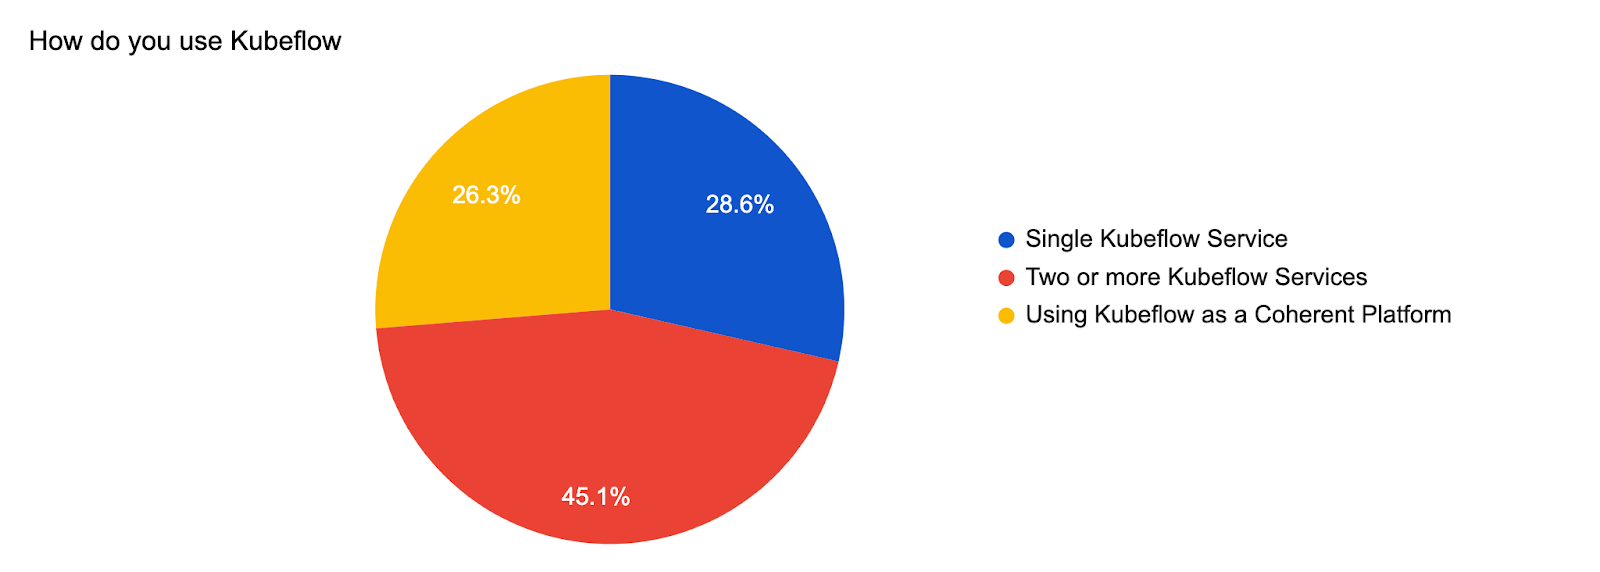 How do you use Kubeflow
26.3%
28.6%
45.1%
Single Kubeflow Service
Two or more Kubeflow Services
Using Kubeflow as a Coherent Platform